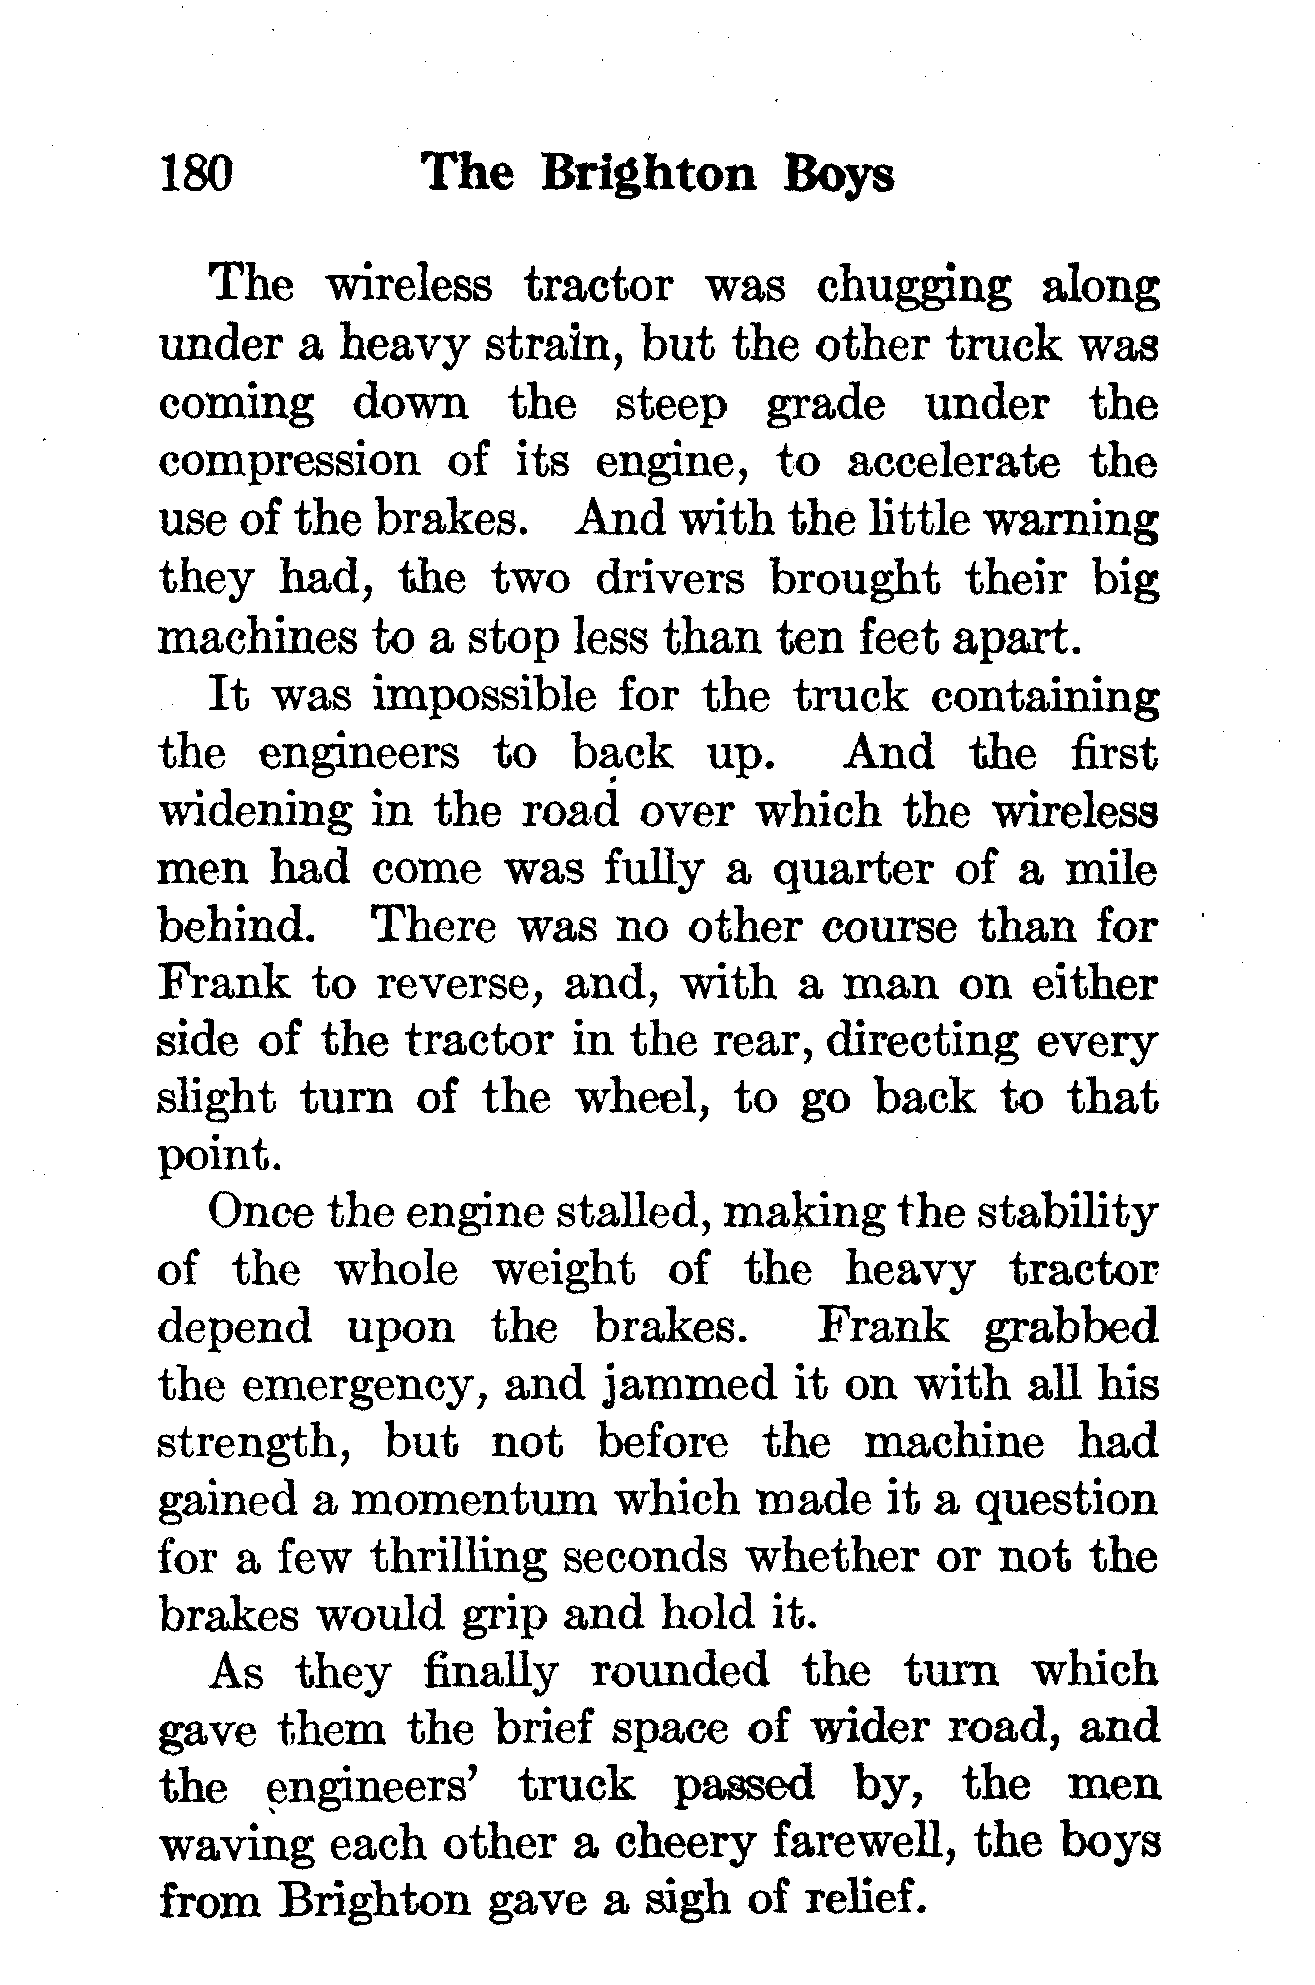 180 The Brighton Boys
The wireless tractor was chugging along
under a heavy strain, but the other truck was
coming down the steep grade under the
compression of its engine, to accelerate the
use of the brakes. And with the little warning
they had, the two drivers brought their big
machines to a stop less than ten feet apart.
It was impossible for the truck containing
the engineers to back up. And the first
widening in the road over which the wireless
men had come was fully a quarter of a mile
behind. There was no other course than for
Frank to reverse, and, with a man on either
side of the tractor in the rear, directing every
slight turn of the wheel, to go back to that
point.
Once the engine stalled, making the stability
of the whole weight of the heavy tractor
depend upon the brakes. Frank grabbed
the emergency, and jammed it on with all his
strength, but not before the machine had
gained a momentum which made it a question
for a few thrilling seconds whether or not the
brakes would grip and hold it.
As they finally rounded the turn which
gave them the brief space of wider road, and
the engineers' truck passed by, the men
waving each other a cheery farewell, the boys
from Brighton gave a sigh of relief.